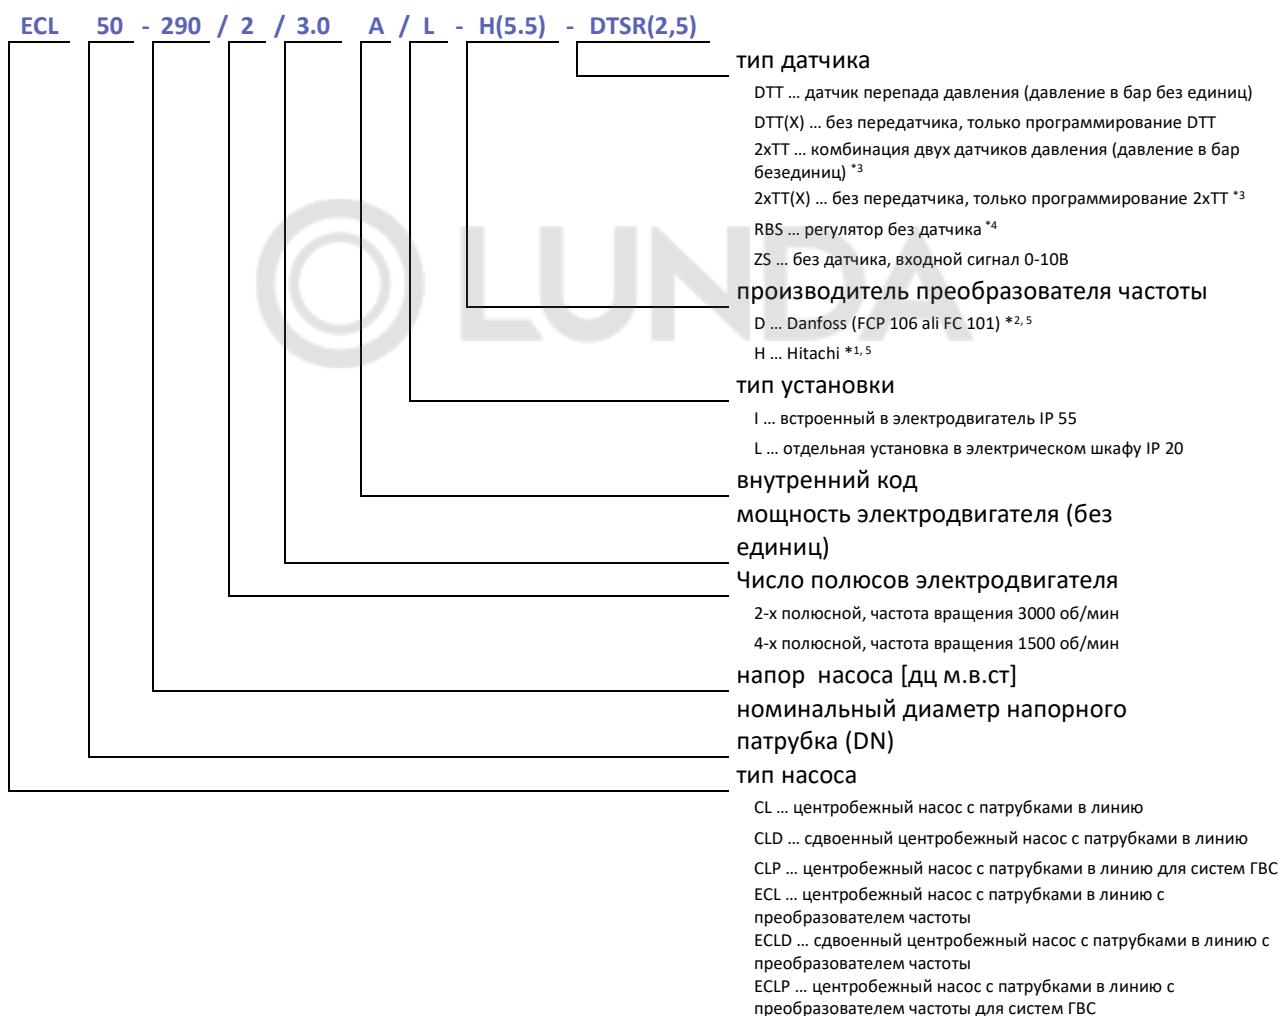 ECL 50 - 290 / 2 / 3.0 A / L - H(5.5) - DTSR(2,5)
тип датчика
DTT ... датчик перепада давления (давление в бар без единиц)
DTT(X) ... без передатчика, только программирование DTT
2xTT ... комбинация двух датчиков давления (давление в бар
безединиц) *3
2xTT(X) ... без передатчика, только программирование 2xTT *3
RBS ... регулятор без датчика *4
ZS ... без датчика, входной сигнал 0-10В
LUNDA
производитель преобразователя частоты
D ... Danfoss (FCP 106 ali FC 101) *2, 5
H ... Hitachi *1, 5
тип установки
I ... встроенный в электродвигатель IP 55
L ... отдельная установка в электрическом шкафу IP 20
внутренний код
мощность электродвигателя (без
единиц)
Число полюсов электродвигателя
2-х полюсной, частота вращения 3000 об/мин
4-х полюсной, частота вращения 1500 об/мин
напор насоса [дц м.в.ст]
номинальный диаметр напорного
патрубка (DN)
тип насоса
CL ... центробежный насос с патрубками в линию
CLD ... сдвоенный центробежный насос с патрубками в линию
CLP ... центробежный насос с патрубками в линию для систем ГВС
ECL ... центробежный насос с патрубками в линию с
преобразователем частоты
ECLD ... сдвоенный центробежный насос с патрубками в линию с
преобразователем частоты
ECLP ... центробежный насос с патрубками в линию с
преобразователем частоты для систем ГВС